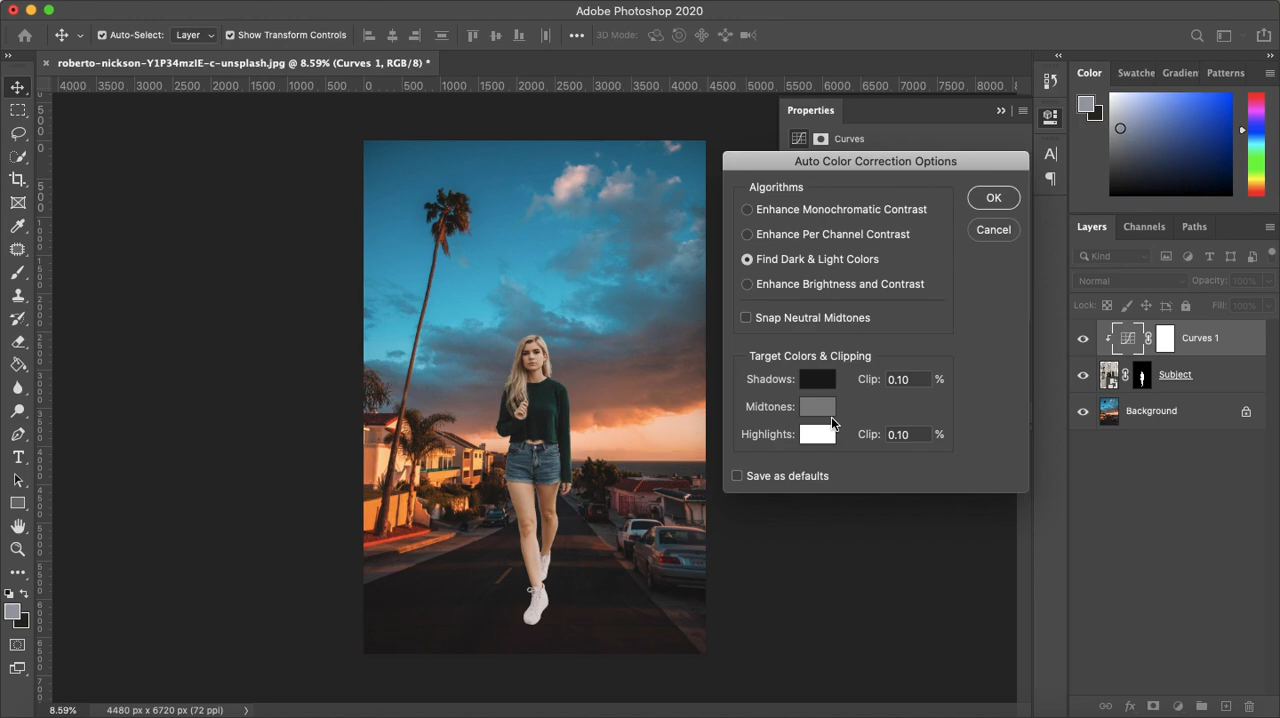 Adobe Photoshop 2020
Auto-Select: Layer Show Transform Controls 3D Mode:
roberto-nickson-Y1P34mzIE-c-unsplash.jpg @ 8.59% (Curves 1, RGB/8) *
4000 3500 3000 2500 2000 1500 1000 500 0 500 1000 1500 2000 2500 3000 3500 4000 4500 5000 5500 6000 6500 7000 7500 8000
Color Swatche Gradien Patterns
Properties
Curves
Auto Color Correction Options
Algorithms
Enhance Monochromatic Contrast
Enhance Per Channel Contrast
Find Dark & Light Colors
Enhance Brightness and Contrast
Snap Neutral Midtones
OK
Cancel
Target Colors & Clipping
Shadows: Clip: 0.10 %
Midtones:
Highlights: Clip: 0.10 %
Save as defaults
Layers Channels Paths
Kind
Normal Opacity: 100%
Lock: Fill: 100%
Curves 1
Subject
Background
8.59% 4480 px x 6720 px (72 ppi)